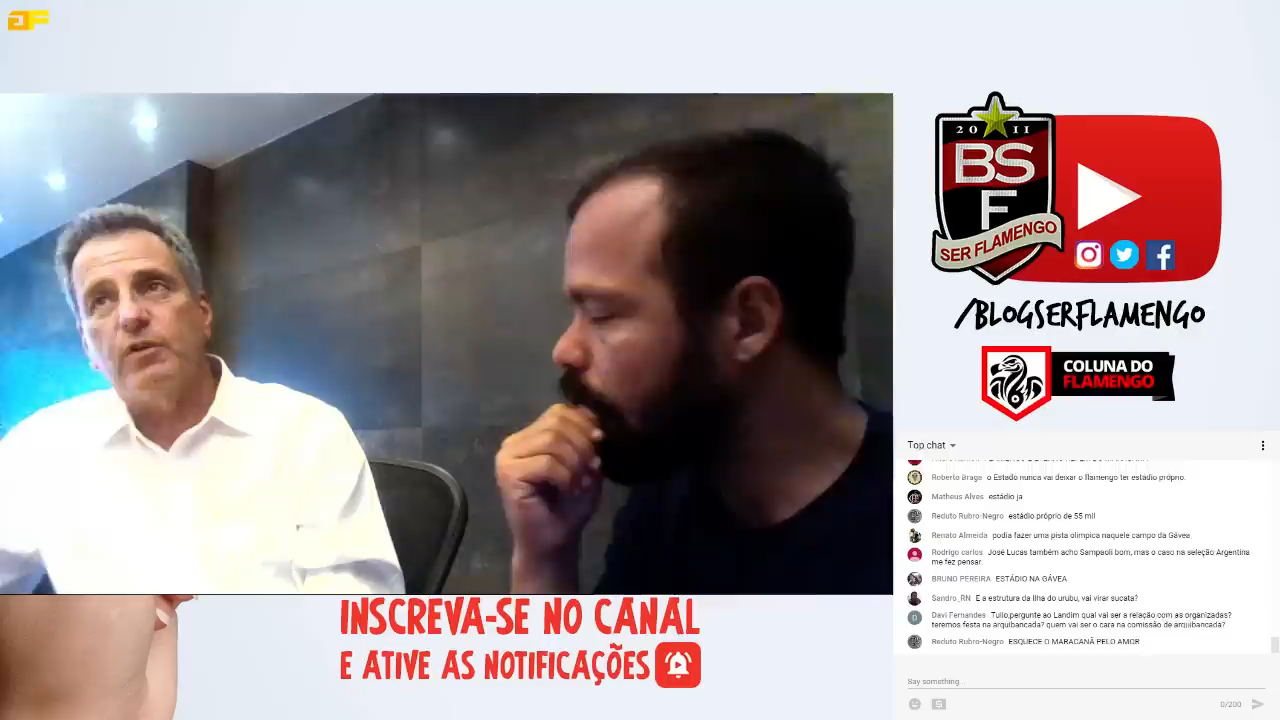 GF
2011
BS
F
SER FLAMENGO
/BLOGSERFLAMENGO
COLUNA DO
FLAMENGO
Top chat
Roberto Braga o Estado nunca vai deixar o flamengo ter estádio próprio.
Matheus Alves estádio ja
Reduto Rubro-Negro estádio próprio de 55 mil
Renato Almeida podia fazer uma pista olimpica naquele campo da Gávea
Rodrigo carlos José Lucas também acho Sampaoli bom, mas o caso na seleção Argentina
me fez pensar.
BRUNO PEREIRA ESTÁDIO NA GÁVEA
Sandro_RN E a estrutura da Ilha do urubu, vai virar sucata?
Davi Fernandes Tulio,pergunte ao Landim qual vai ser a relação com as organizadas?
teremos festa na arquibancada? quem vai ser o cara na comissão de arquibancada?
Reduto Rubro-Negro ESQUECE O MARACANÃ PELO AMOR
Say something...
0/200
INSCREVA-SE NO CANAL
E ATIVE AS NOTIFICAÇÕES